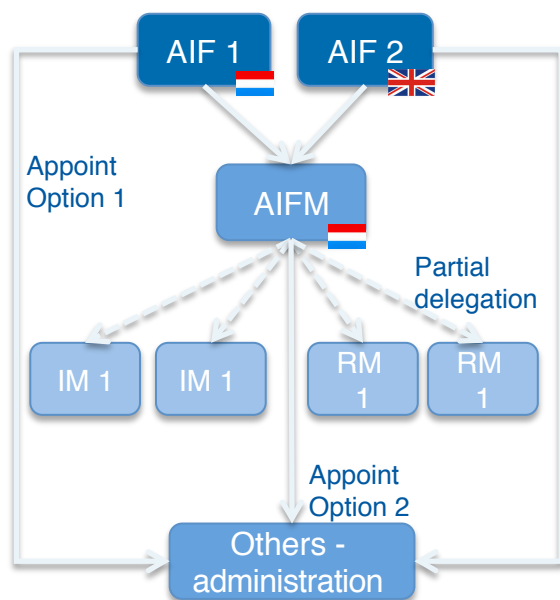 AIF 1
AIF 2
Appoint
Option 1
AIFM
Partial
delegation
IM 1
IM 1
RM
1
RM
1
Appoint
Option 2
Others -
administration